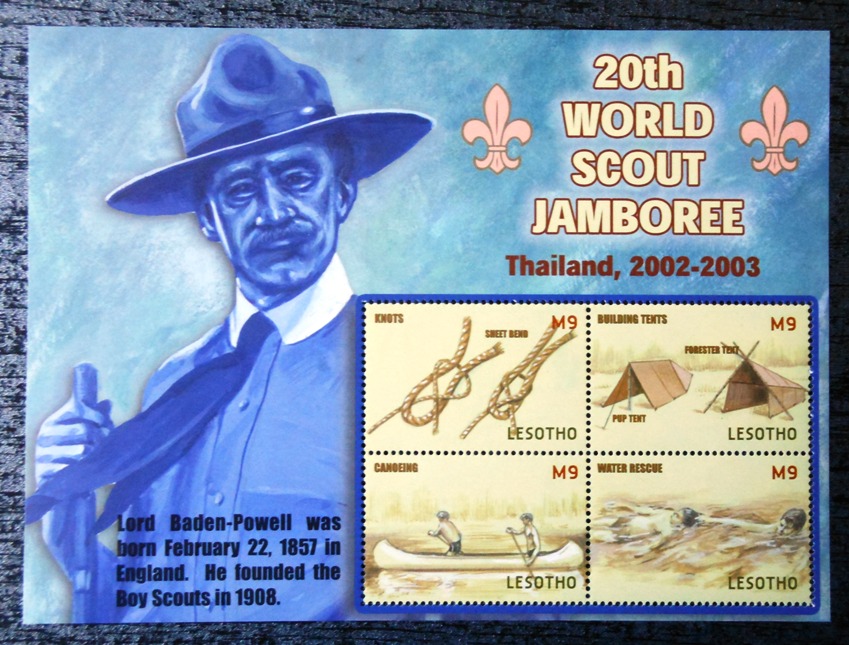 20th
WORLD
SCOUT
JAMBOREE
Thailand, 2002-2003
KNOTS
M9
SHEET BEND
LESOTHO
BUILDING TENTS
M9
FORESTER TENT
PUP TENT
LESOTHO
CANOEING
M9
LESOTHO
WATER RESCUE
M9
LESOTHO
Lord Baden-Powell was
born February 22, 1857 in
England. He founded the
Boy Scouts in 1908.